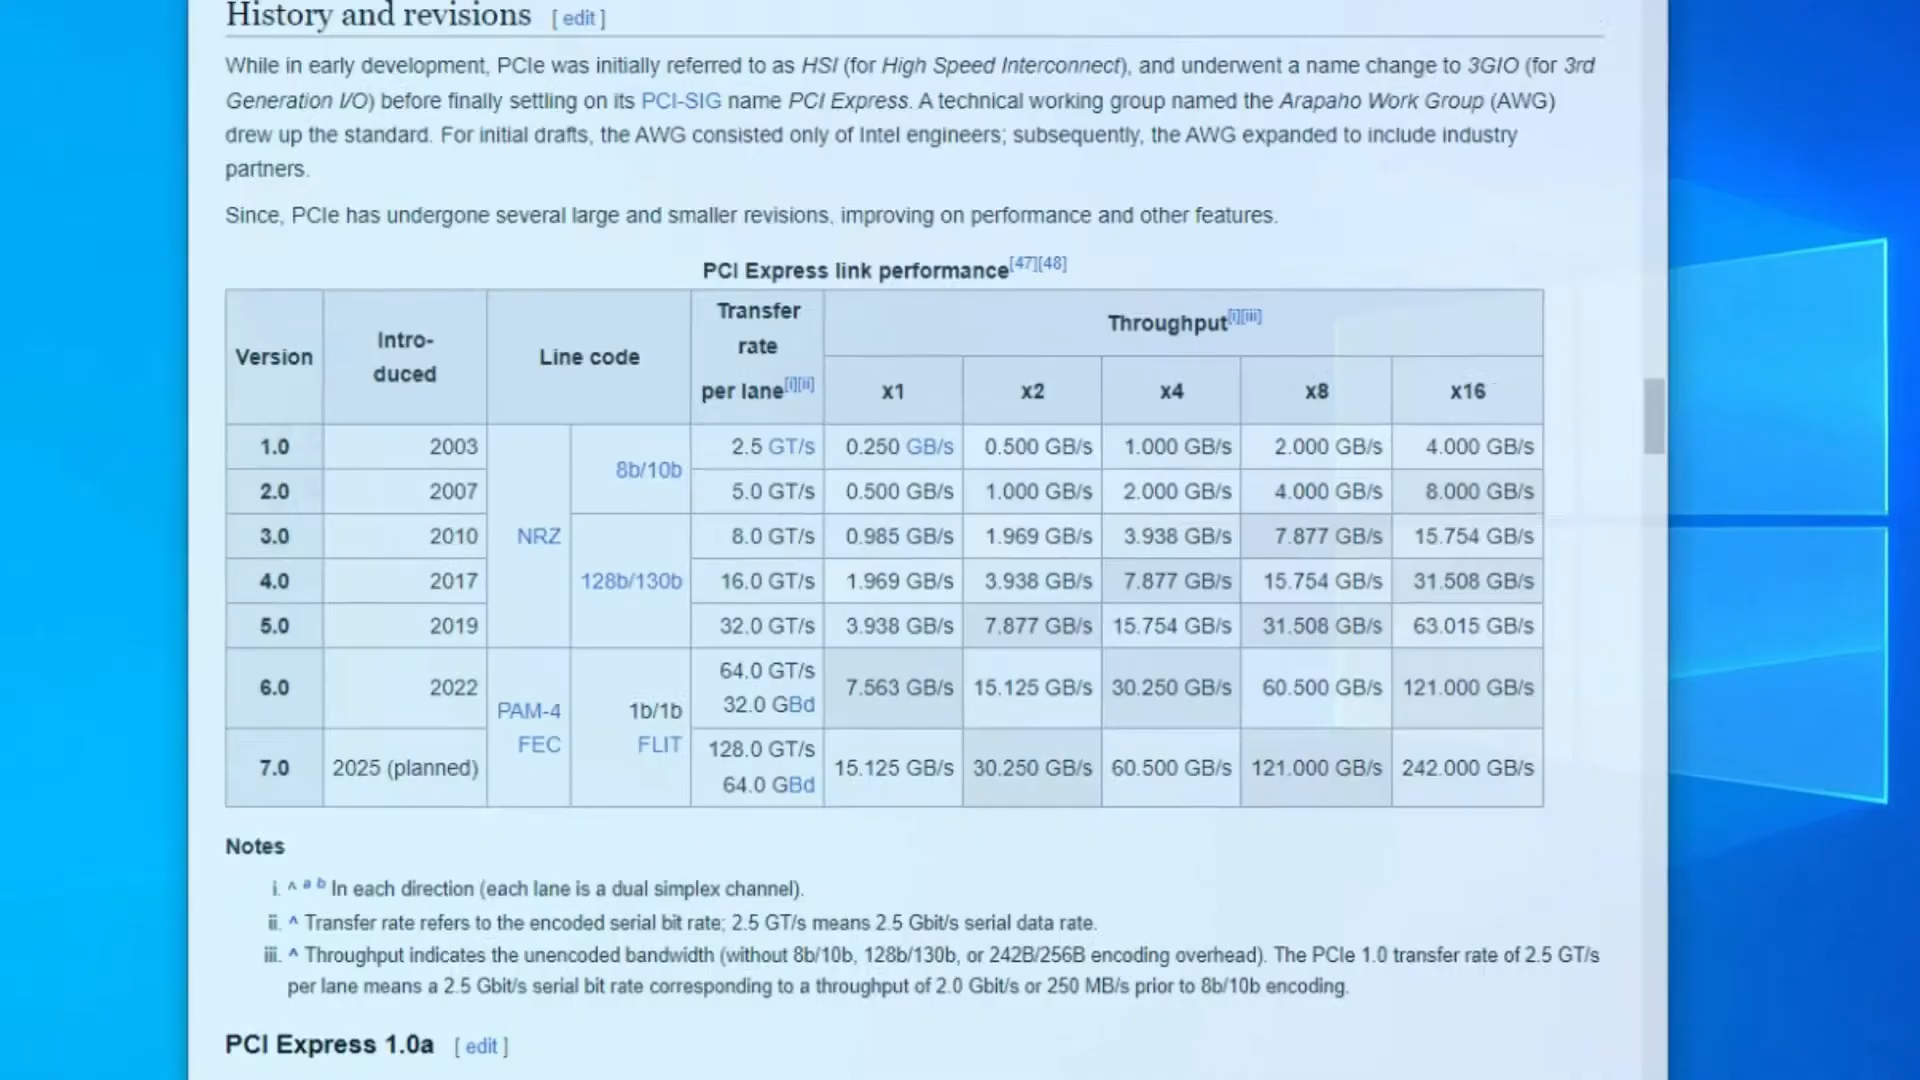 History and revisions [ edit ]
While in early development, PCIe was initially referred to as HSI (for High Speed Interconnect), and underwent a name change to 3GIO (for 3rd
Generation I/O) before finally settling on its PCI-SIG name PCI Express. A technical working group named the Arapaho Work Group (AWG)
drew up the standard. For initial drafts, the AWG consisted only of Intel engineers; subsequently, the AWG expanded to include industry
partners.
Since, PCIe has undergone several large and smaller revisions, improving on performance and other features.
PCI Express link performance[47][48]
Version Intro-duced Line code Transfer rate per lane[i][ii] Throughput[i][iii]
x1 x2 x4 x8 x16
1.0 2003 NRZ 8b/10b 2.5 GT/s 0.250 GB/s 0.500 GB/s 1.000 GB/s 2.000 GB/s 4.000 GB/s
2.0 2007 5.0 GT/s 0.500 GB/s 1.000 GB/s 2.000 GB/s 4.000 GB/s 8.000 GB/s
3.0 2010 128b/130b 8.0 GT/s 0.985 GB/s 1.969 GB/s 3.938 GB/s 7.877 GB/s 15.754 GB/s
4.0 2017 16.0 GT/s 1.969 GB/s 3.938 GB/s 7.877 GB/s 15.754 GB/s 31.508 GB/s
5.0 2019 32.0 GT/s 3.938 GB/s 7.877 GB/s 15.754 GB/s 31.508 GB/s 63.015 GB/s
6.0 2022 PAM-4 FEC 1b/1b FLIT 64.0 GT/s 32.0 GBd 7.563 GB/s 15.125 GB/s 30.250 GB/s 60.500 GB/s 121.000 GB/s
7.0 2025 (planned) 128.0 GT/s 64.0 GBd 15.125 GB/s 30.250 GB/s 60.500 GB/s 121.000 GB/s 242.000 GB/s
Notes
i. ^ a b In each direction (each lane is a dual simplex channel).
ii. ^ Transfer rate refers to the encoded serial bit rate; 2.5 GT/s means 2.5 Gbit/s serial data rate.
iii. ^ Throughput indicates the unencoded bandwidth (without 8b/10b, 128b/130b, or 242B/256B encoding overhead). The PCIe 1.0 transfer rate of 2.5 GT/s
per lane means a 2.5 Gbit/s serial bit rate corresponding to a throughput of 2.0 Gbit/s or 250 MB/s prior to 8b/10b encoding.
PCI Express 1.0a [ edit ]